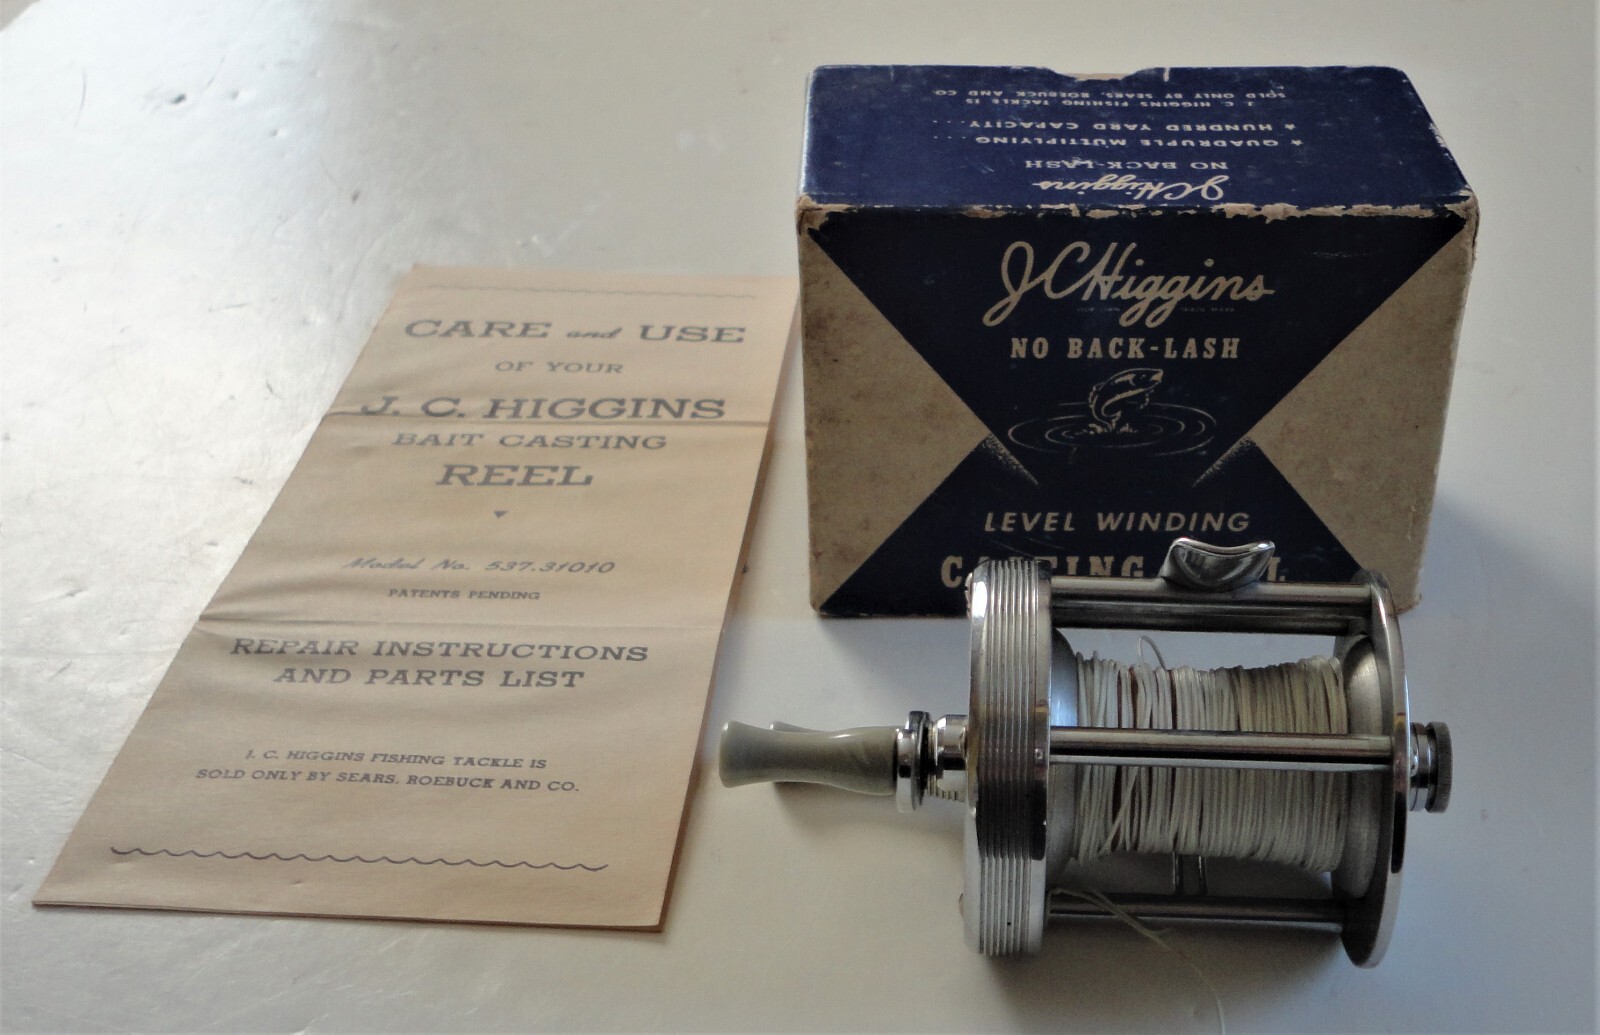 CARE and USE
OF YOUR
J. C. HIGGINS
BAIT CASTING
REEL
Model No. 537.31010
PATENTS PENDING
REPAIR INSTRUCTIONS
AND PARTS LIST
J. C. HIGGINS FISHING TACKLE IS
SOLD ONLY BY SEARS, ROEBUCK AND CO.
JCHiggins
NO BACK-LASH
QUADRUPLE MULTIPLYING....
HUNDRED YARD CAPACITY....
J. C. HIGGINS FISHING TACKLE IS
SOLD ONLY BY SEARS, ROEBUCK AND CO
JCHiggins
NO BACK-LASH
LEVEL WINDING